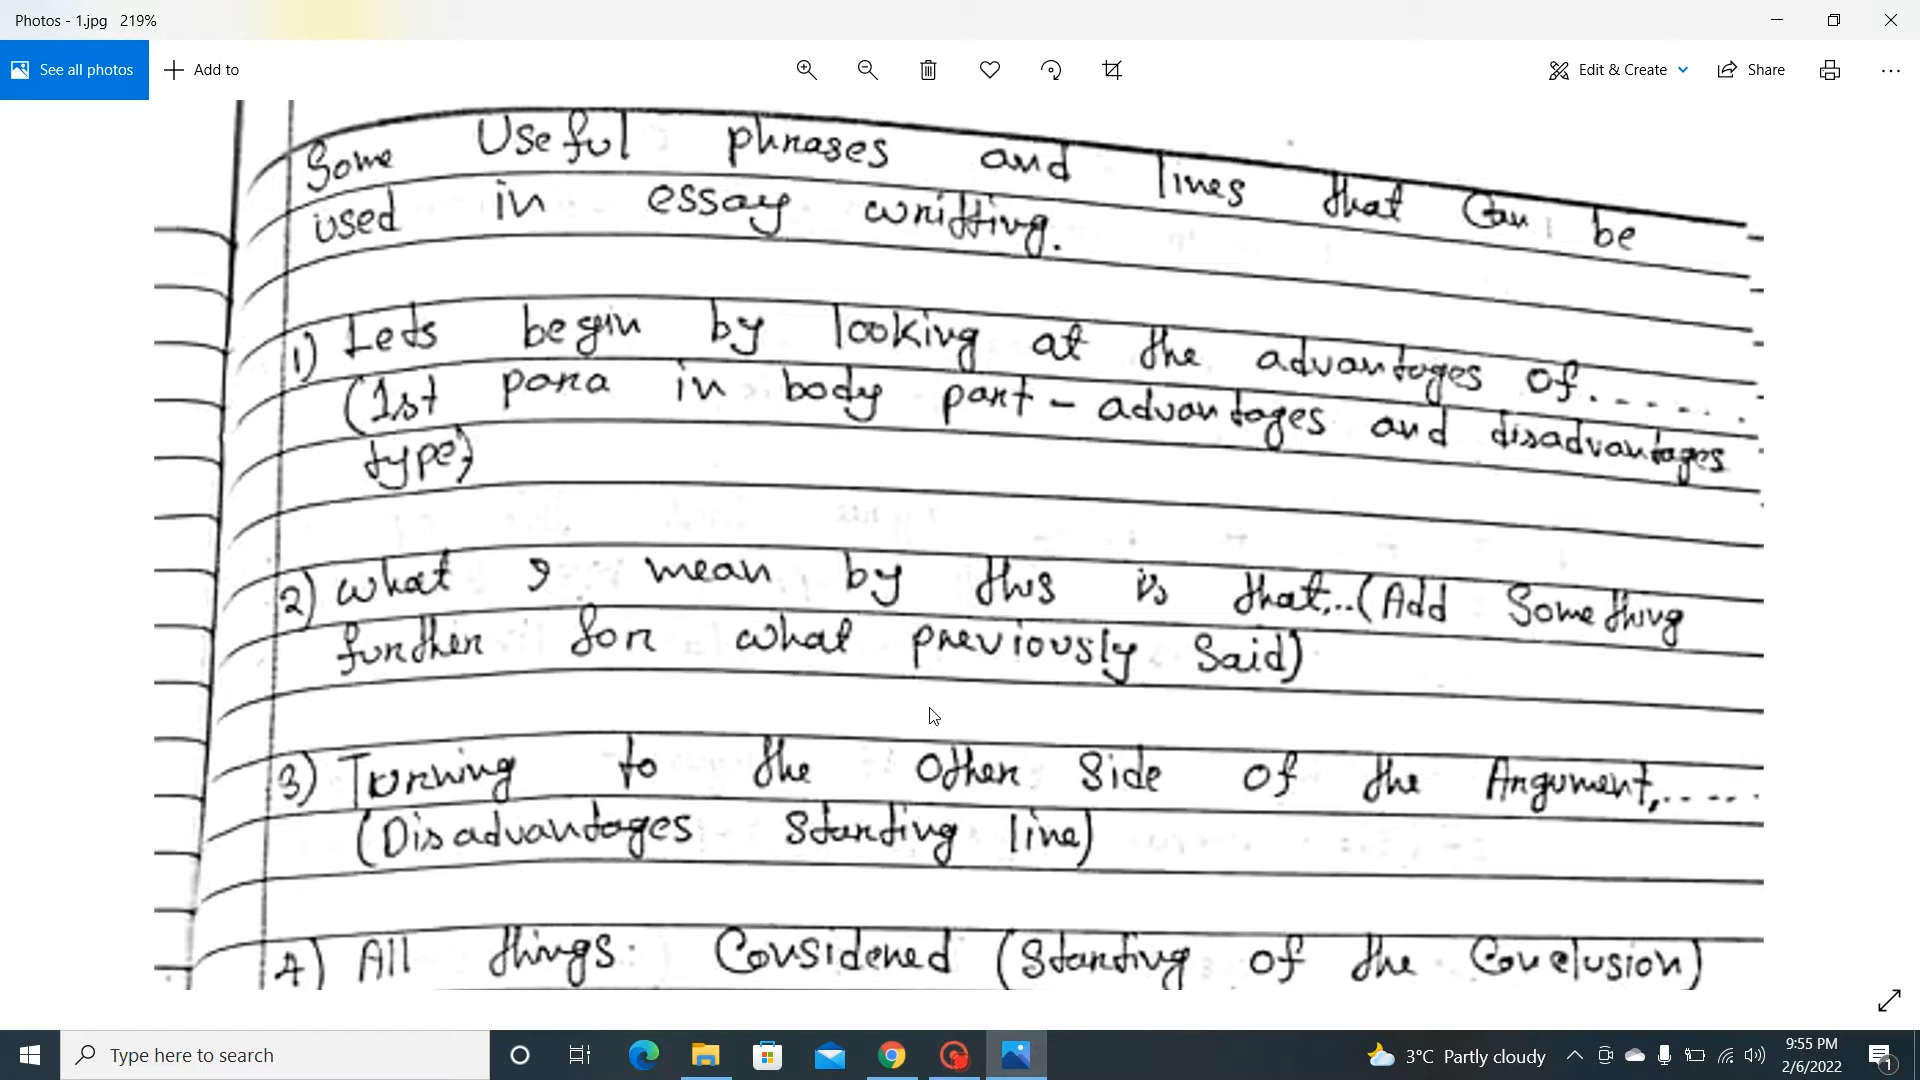 Photos - 1.jpg 219%
See all photos
Add to
Edit & Create
Share
Some Useful phrases and lines that can be
used in essay writting.
1) Lets begin by looking at the advantages of......
(1st para in body part - advantages and disadvantages
type)
2) what I mean by this is that...(Add Something
further for what previously said)
3) Turning to the other side of the Argument,.....
(Disadvantages starting line)
4) All things Considered (starting of the Conclusion)
Type here to search
3°C Partly cloudy
9:55 PM
2/6/2022
1